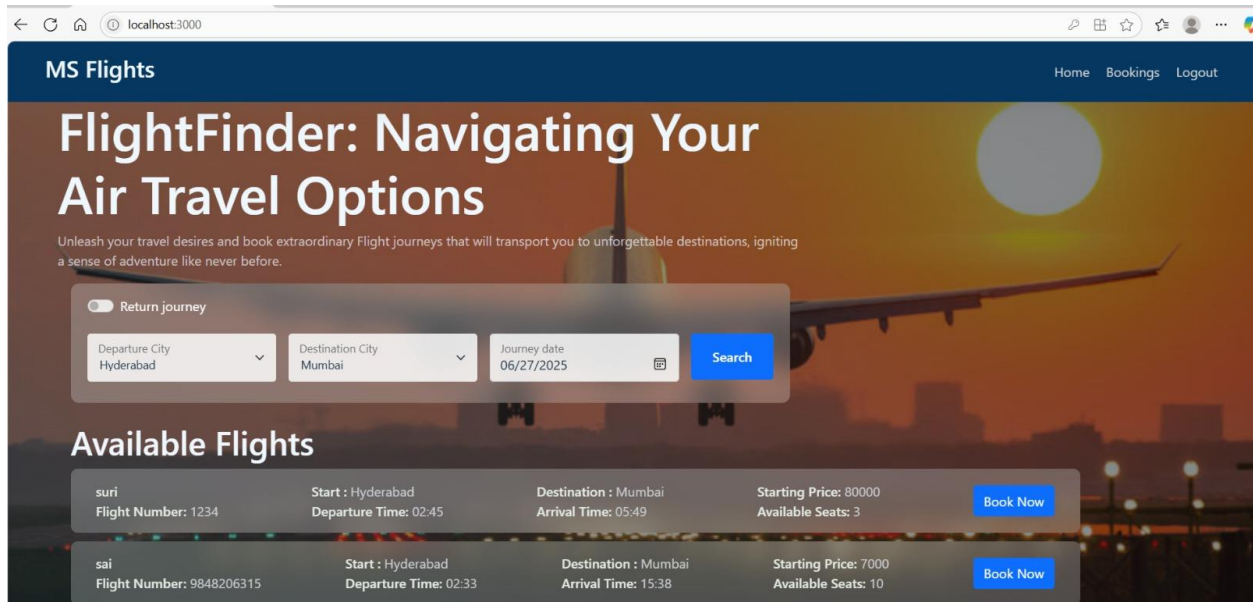 localhost:3000
MS Flights
Home Bookings Logout
FlightFinder: Navigating Your
Air Travel Options
Unleash your travel desires and book extraordinary Flight journeys that will transport you to unforgettable destinations, igniting
a sense of adventure like never before.
Return journey
Departure City
Hyderabad
Destination City
Mumbai
Journey date
06/27/2025
Search
Available Flights
suri Start : Hyderabad Destination : Mumbai Starting Price: 80000
Flight Number: 1234 Departure Time: 02:45 Arrival Time: 05:49 Available Seats: 3
Book Now
sai Start : Hyderabad Destination : Mumbai Starting Price: 7000
Flight Number: 9848206315 Departure Time: 02:33 Arrival Time: 15:38 Available Seats: 10
Book Now